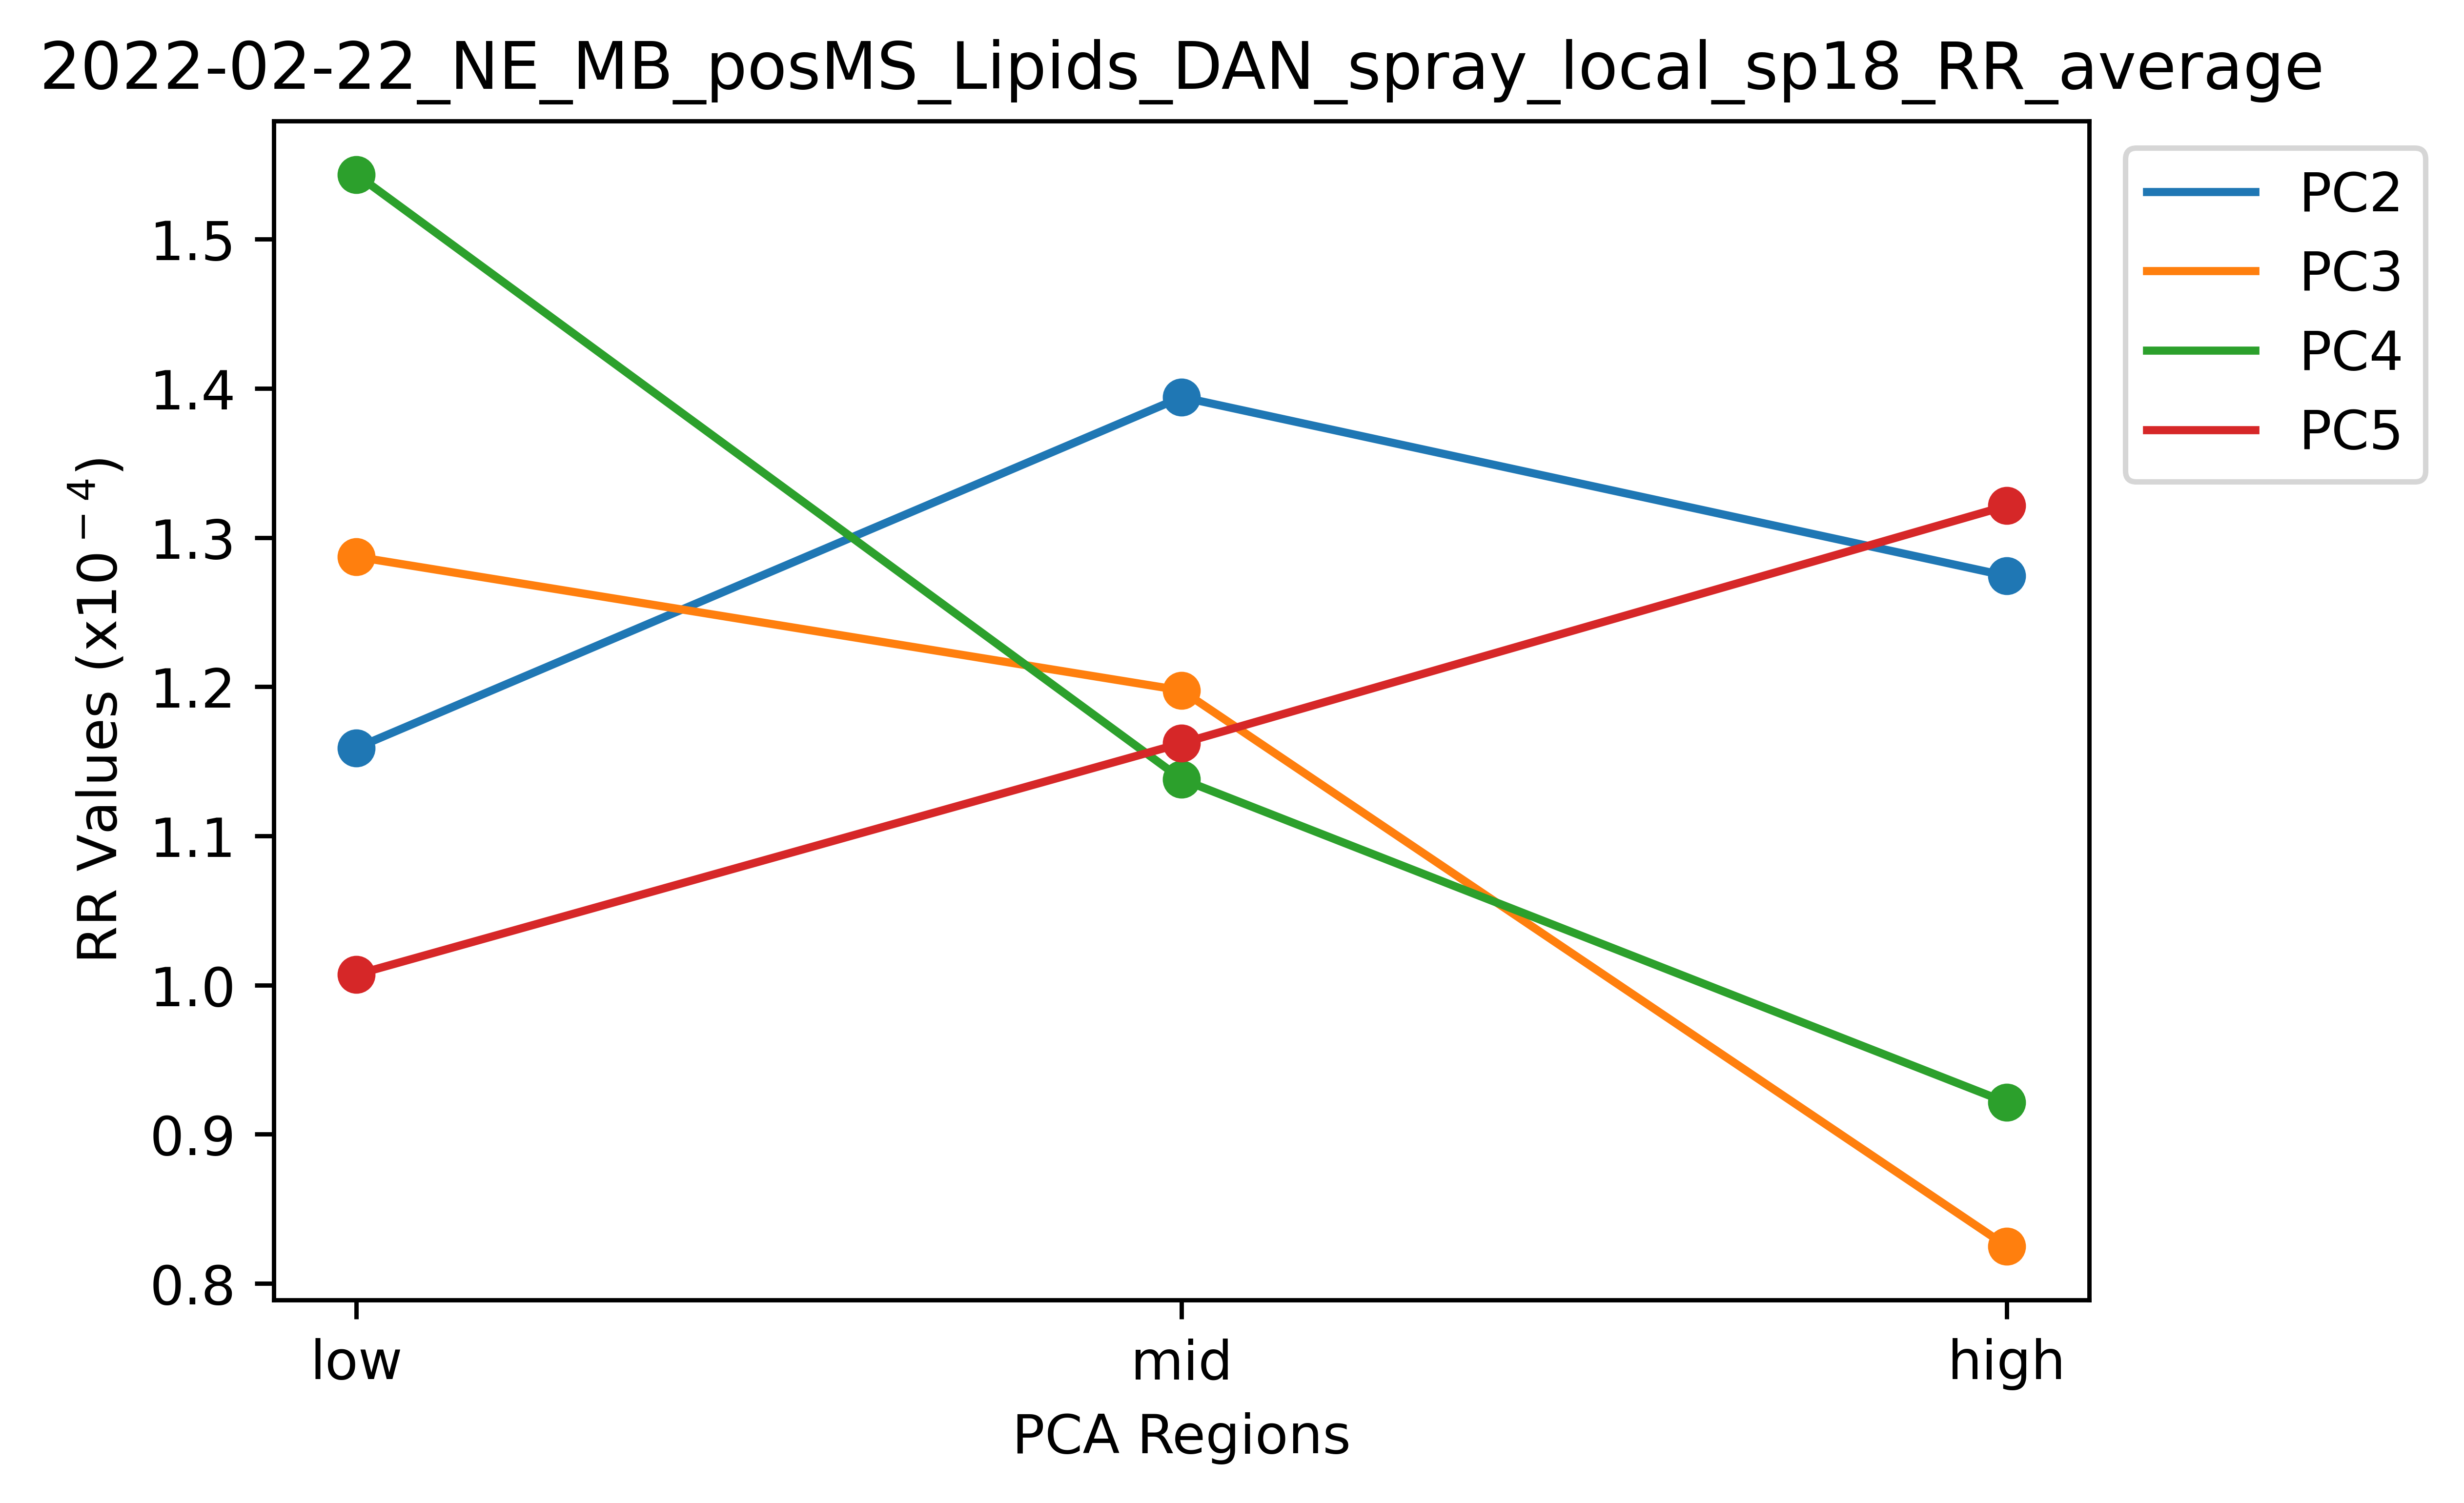 2022-02-22_NE_MB_posMS_Lipids_DAN_spray_local_sp18_RR_average
PC2
PC3
PC4
PC5
RR Values (x10⁻⁴)
1.5
1.4
1.3
1.2
1.1
1.0
0.9
0.8
low mid high
PCA Regions